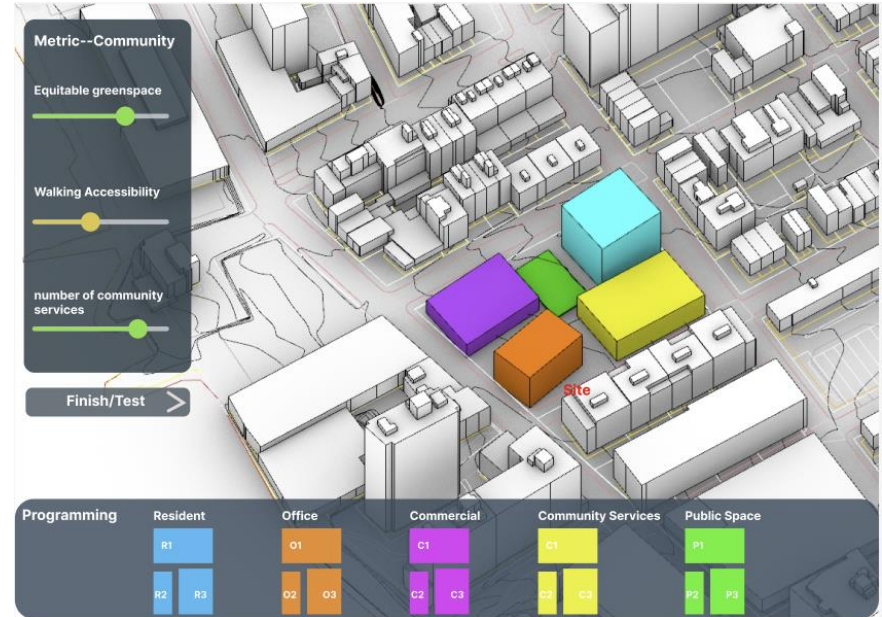 Metric--Community
Equitable greenspace
Walking Accessibility
number of community
services
Finish/Test >
Site
Programming
Resident
Office
Commercial
Community Services
Public Space
R1
O1
C1
C1
P1
R2
R3
O2
O3
C2
C3
C2
C3
P2
P3